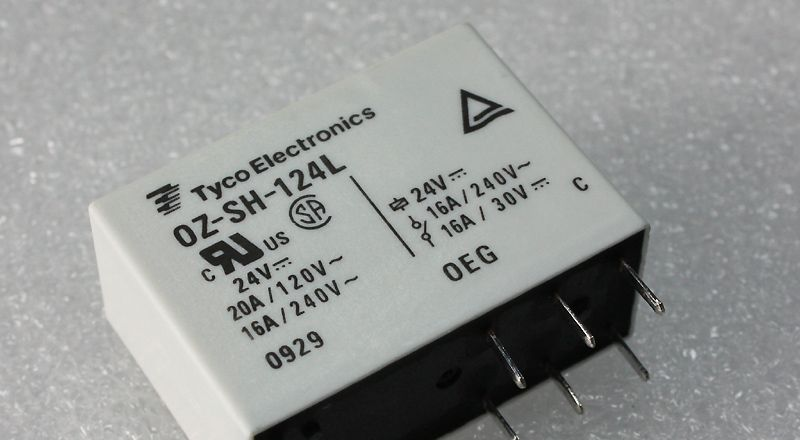 Tyco Electronics
OZ-SH-124L
C US
24V⎓
20A/120V~
16A/240V~
0929
24V⎓
16A/240V~
16A/30V⎓
OEG
C